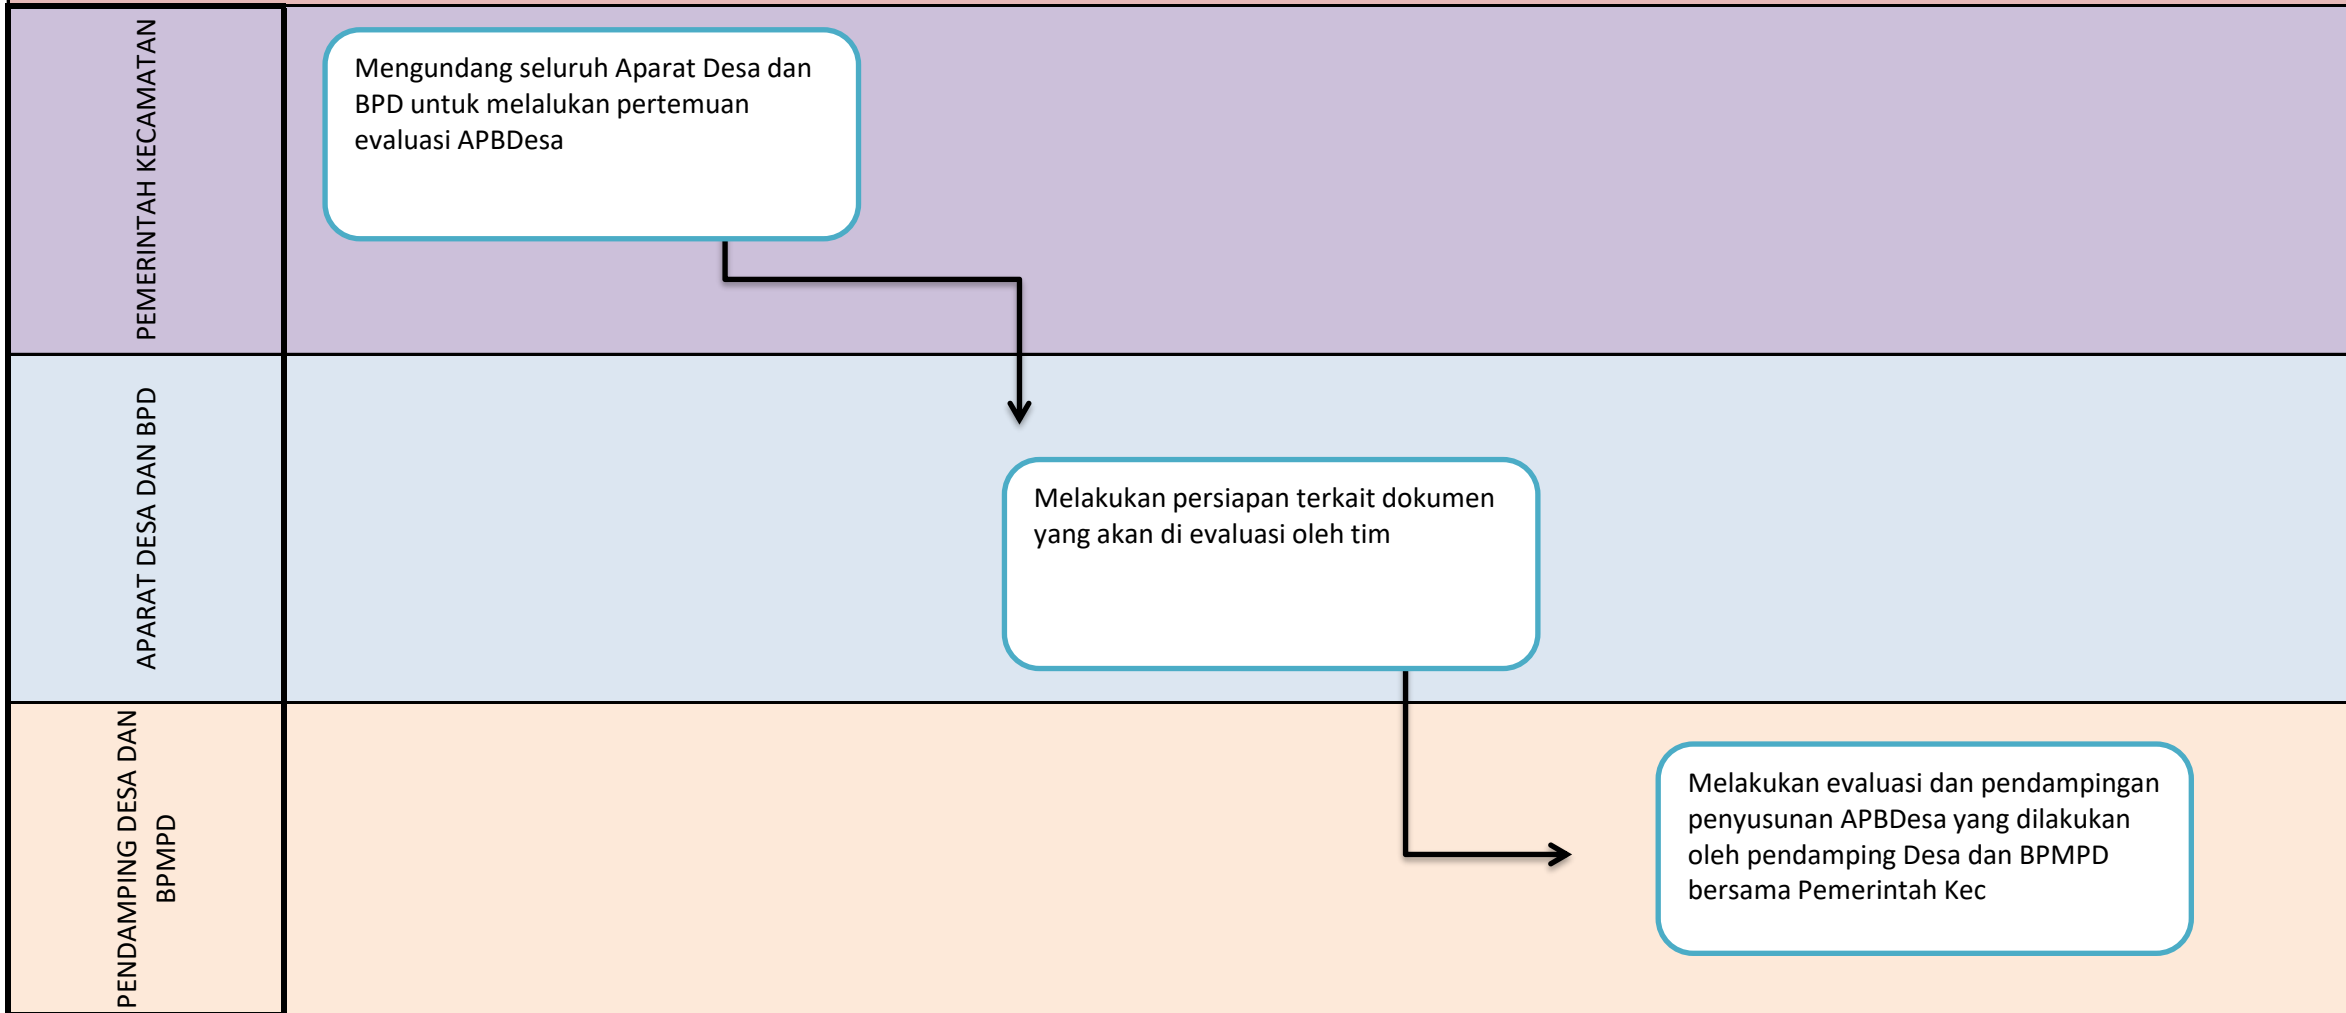 PEMERINTAH KECAMATAN
Mengundang seluruh Aparat Desa dan
BPD untuk melalukan pertemuan
evaluasi APBDesa
APARAT DESA DAN BPD
Melakukan persiapan terkait dokumen
yang akan di evaluasi oleh tim
PENDAMPING DESA DAN
BPMPD
Melakukan evaluasi dan pendampingan
penyusunan APBDesa yang dilakukan
oleh pendamping Desa dan BPMPD
bersama Pemerintah Kec